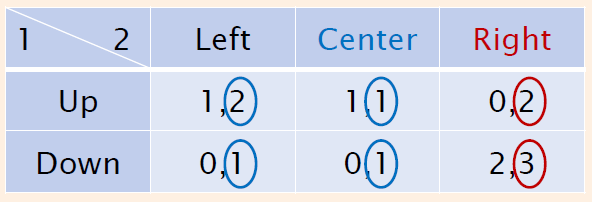 1 2 Left Center Right
Up 1,2 1,1 0,2
Down 0,1 0,1 2,3